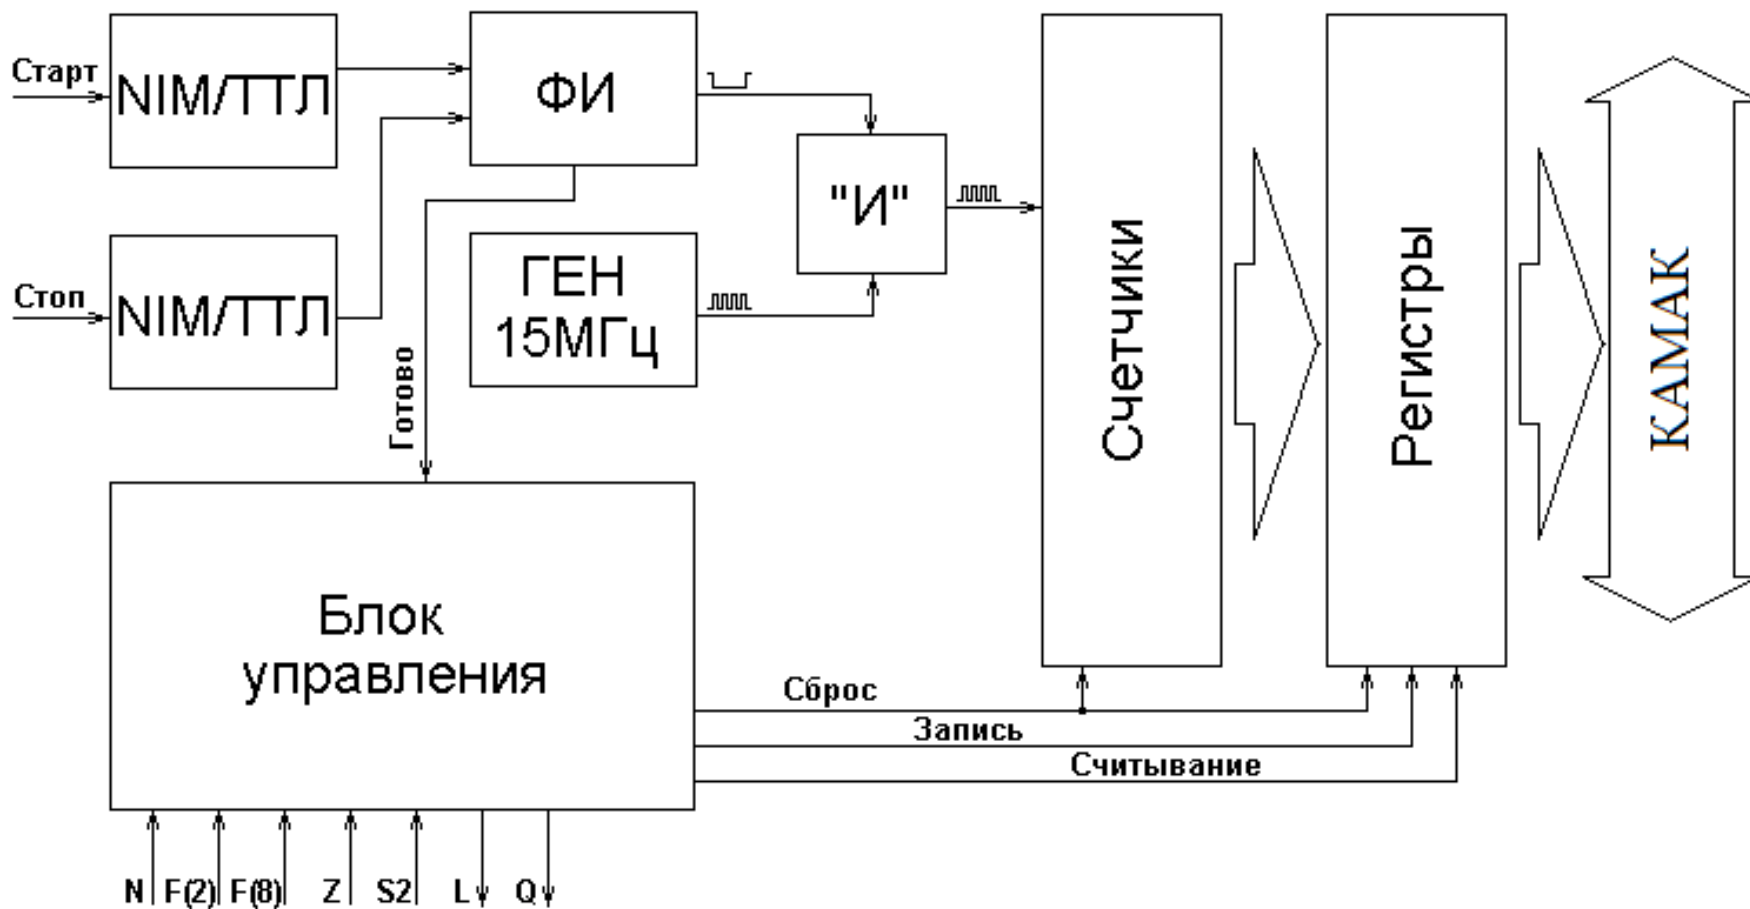 Старт
NIM/ТТЛ
ФИ
"И"
Стоп
NIM/ТТЛ
ГЕН
15МГц
Готово
Счетчики
Регистры
КАМАК
Блок
управления
Сброс
Запись
Считывание
N F(2) F(8) Z S2 L Q